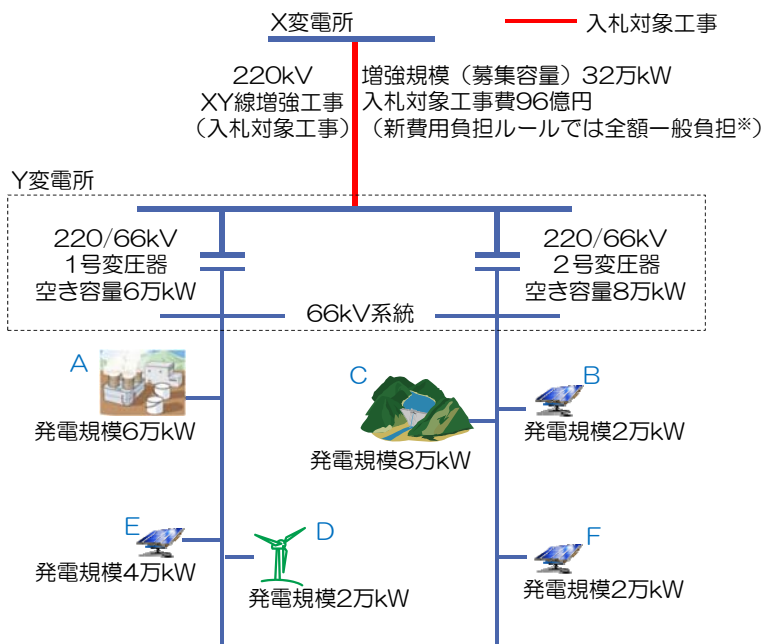 X変電所
入札対象工事
220kV
XY線増強工事
(入札対象工事)
増強規模(募集容量)32万kW
入札対象工事費96億円
(新費用負担ルールでは全額一般負担※)
Y変電所
220/66kV
1号変圧器
空き容量6万kW
220/66kV
2号変圧器
空き容量8万kW
66kV系統
A
発電規模6万kW
C
発電規模8万kW
B
発電規模2万kW
E
発電規模4万kW
D
発電規模2万kW
F
発電規模2万kW